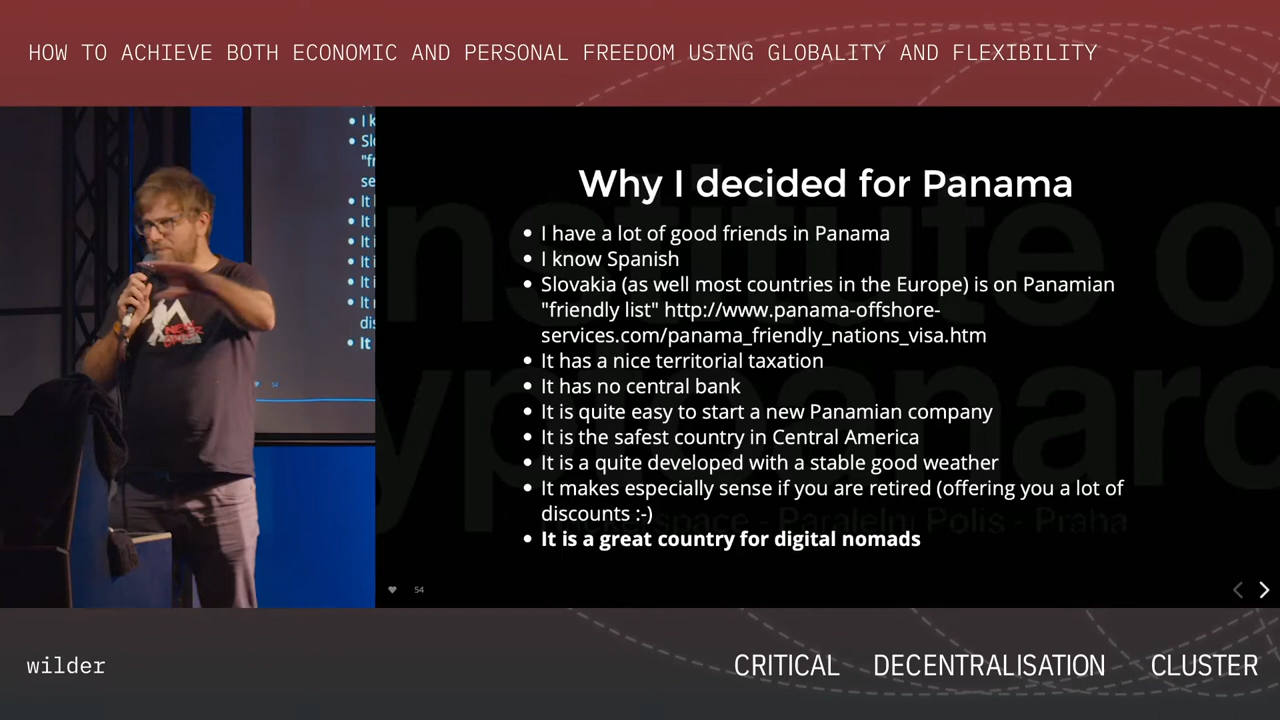 HOW TO ACHIEVE BOTH ECONOMIC AND PERSONAL FREEDOM USING GLOBALITY AND FLEXIBILITY
Why I decided for Panama
• I have a lot of good friends in Panama
• I know Spanish
• Slovakia (as well most countries in the Europe) is on Panamian
"friendly list" http://www.panama-offshore-
services.com/panama_friendly_nations_visa.htm
• It has a nice territorial taxation
• It has no central bank
• It is quite easy to start a new Panamian company
• It is the safest country in Central America
• It is a quite developed with a stable good weather
• It makes especially sense if you are retired (offering you a lot of
discounts :-)
• It is a great country for digital nomads
54
wilder
CRITICAL DECENTRALISATION CLUSTER